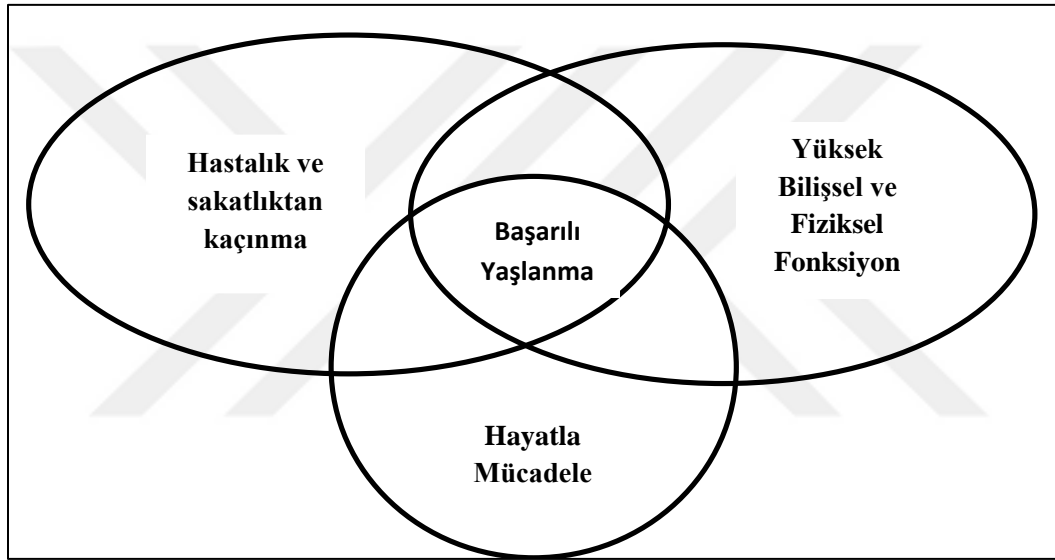 Hastalık ve
sakatlıktan
kaçınma
Yüksek
Bilişsel ve
Fiziksel
Fonksiyon
Başarılı
Yaşlanma
Hayatla
Mücadele